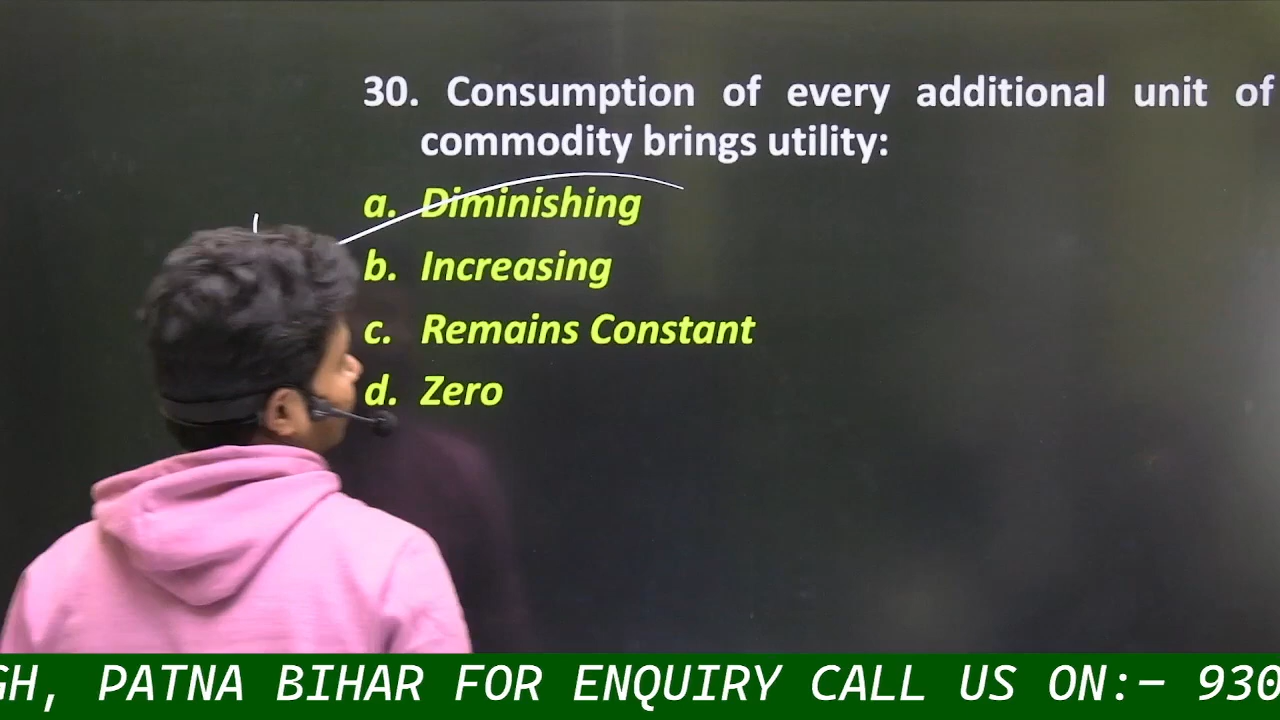 30. Consumption of every additional unit of
commodity brings utility:
a. Diminishing
b. Increasing
c. Remains Constant
d. Zero
GH, PATNA BIHAR FOR ENQUIRY CALL US ON:- 930